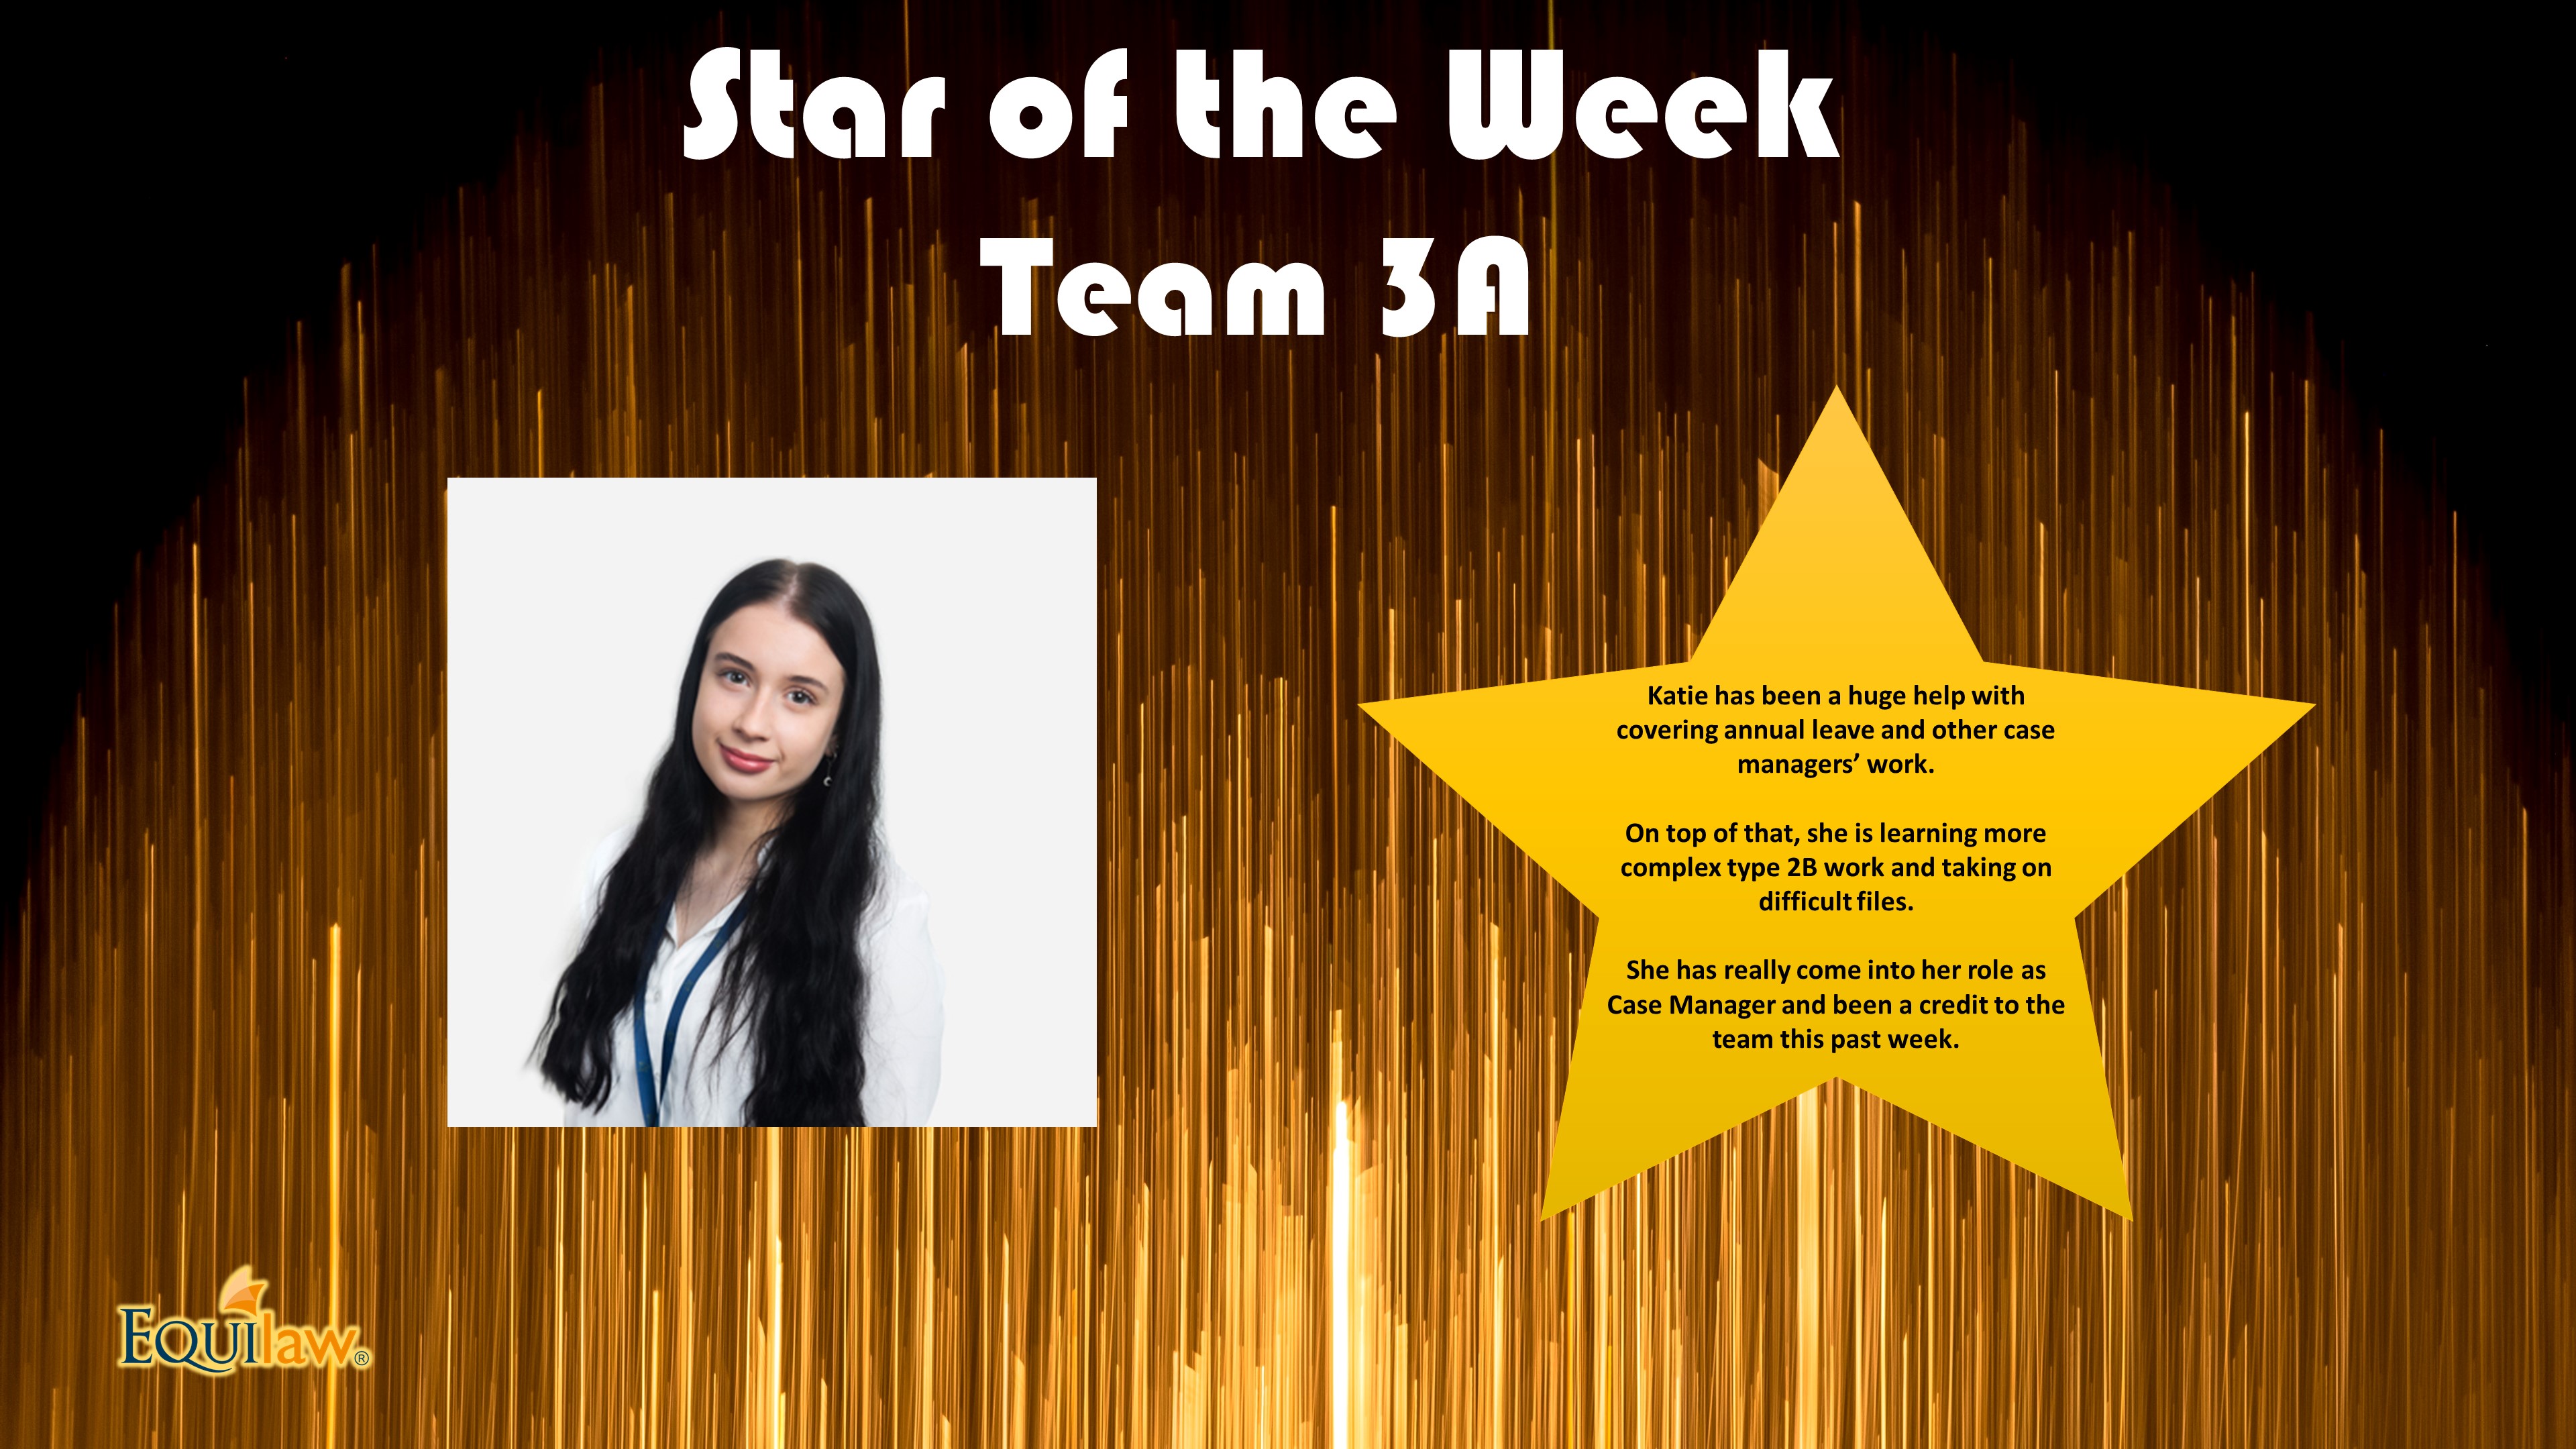 Star of the Week
Team 3A
Katie has been a huge help with
covering annual leave and other case
managers’ work.
On top of that, she is learning more
complex type 2B work and taking on
difficult files.
She has really come into her role as
Case Manager and been a credit to the
team this past week.
EQUIlaw®